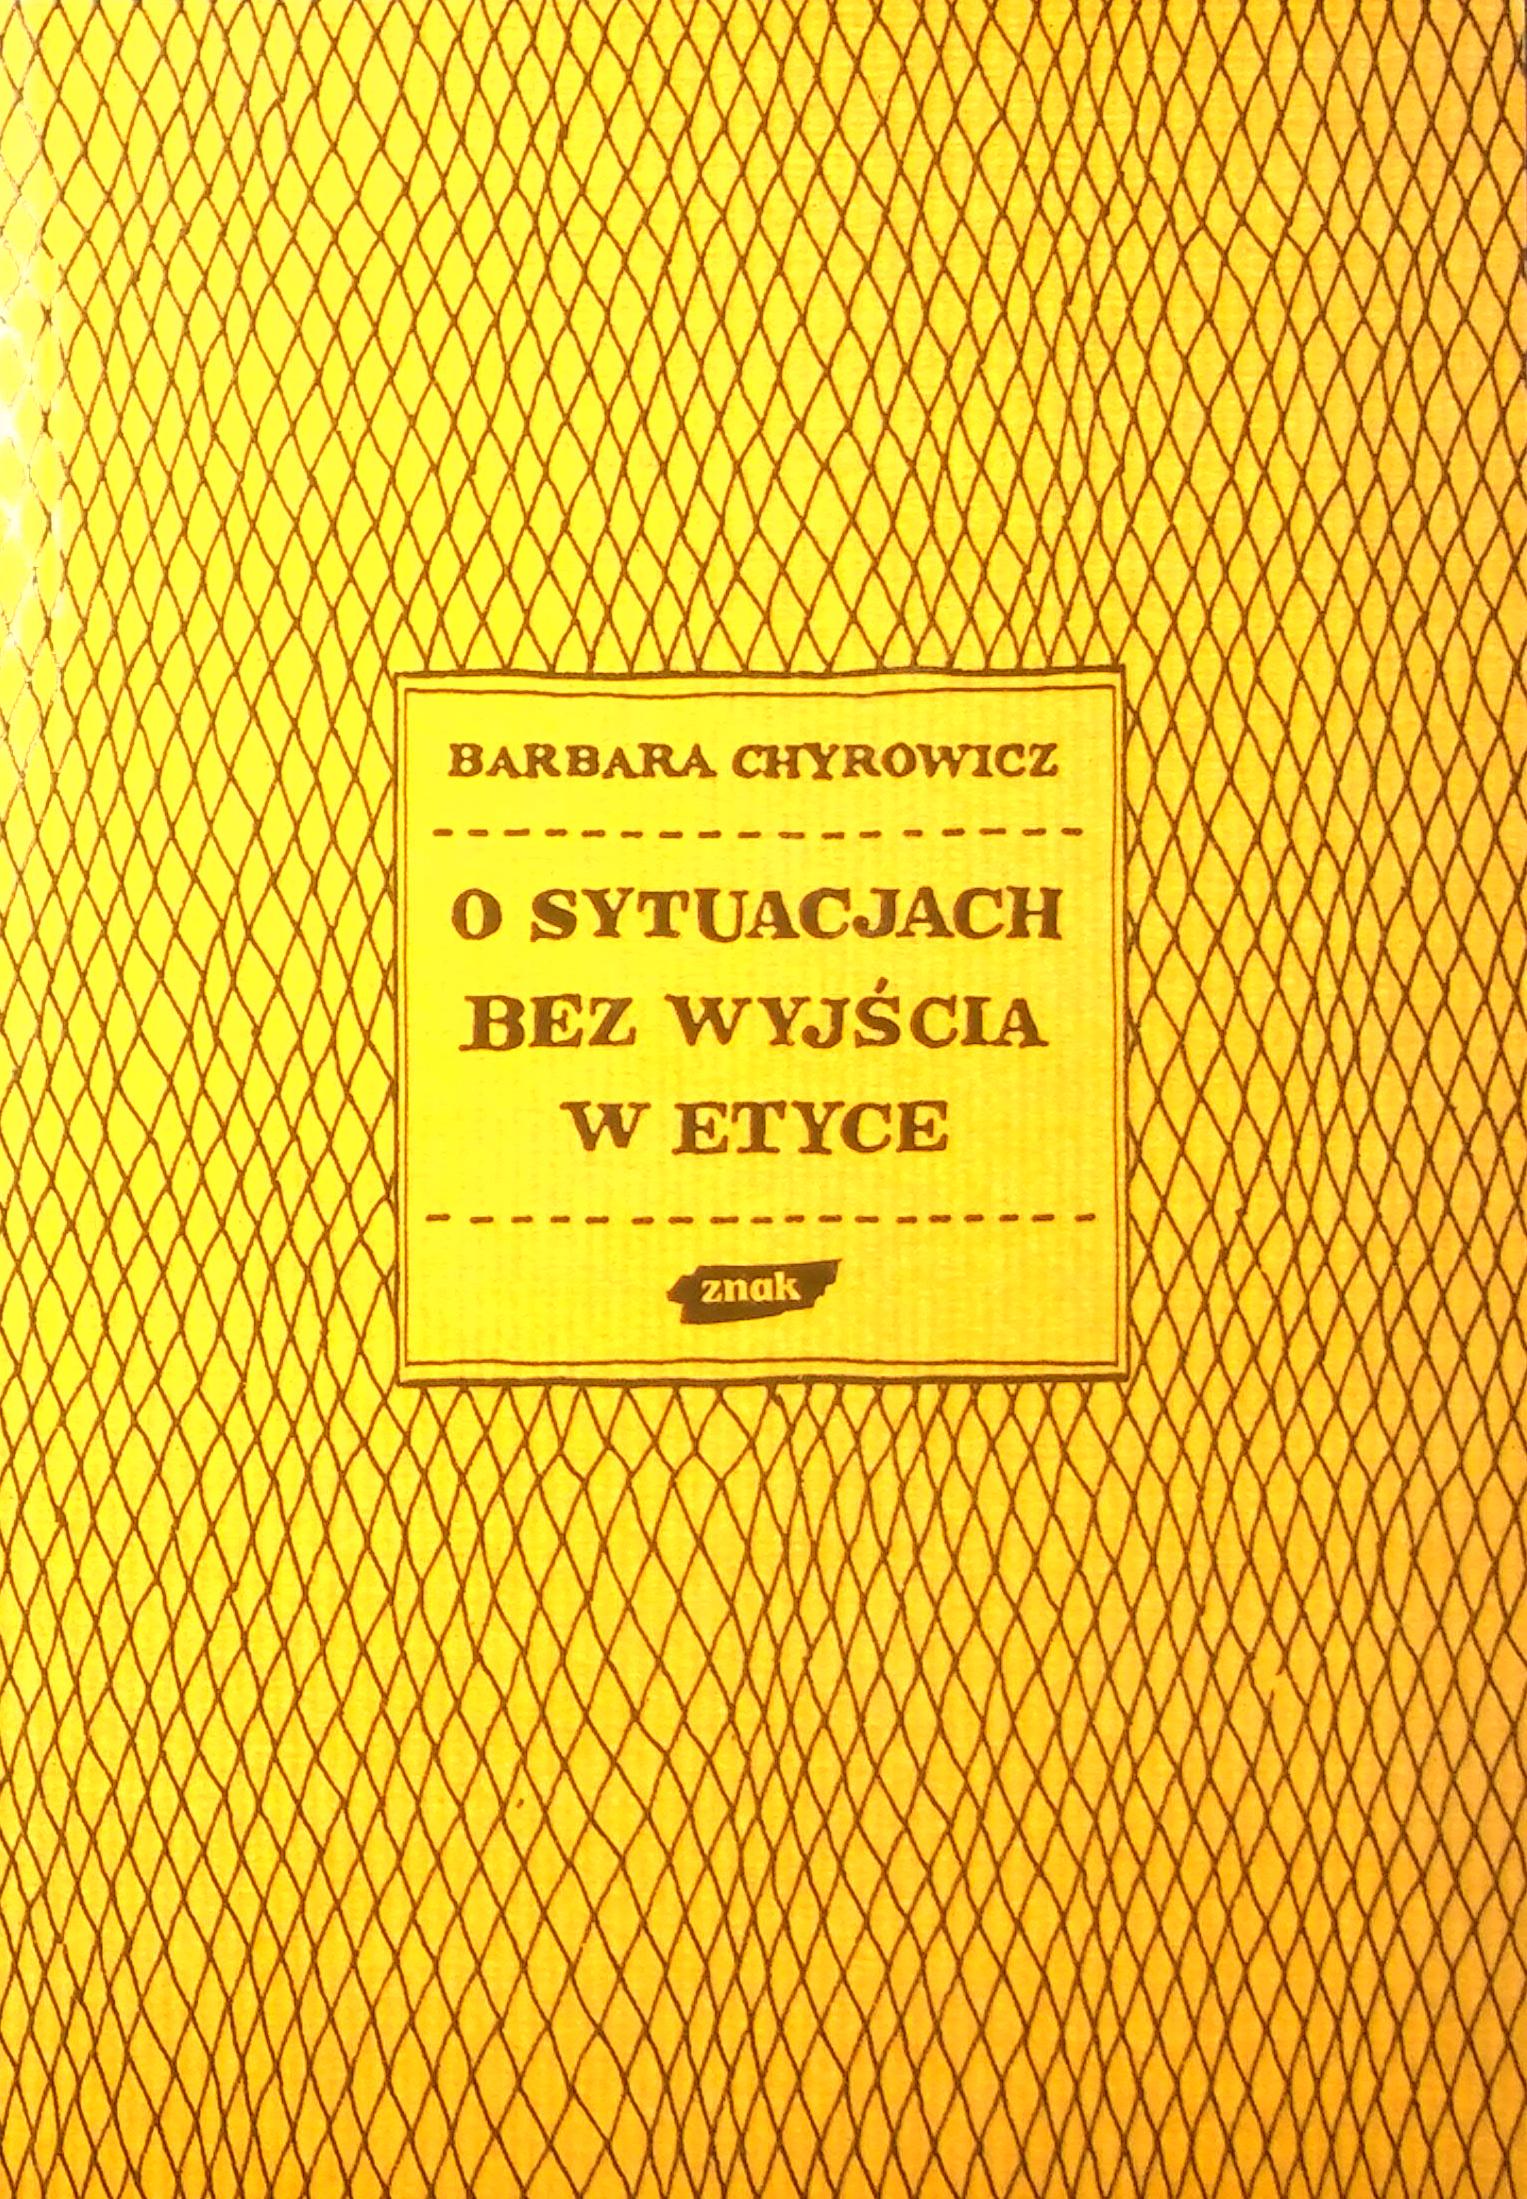 BARBARA CHYROWICZ
O SYTUACJACH
BEZ WYJŚCIA
W ETYCE
znak